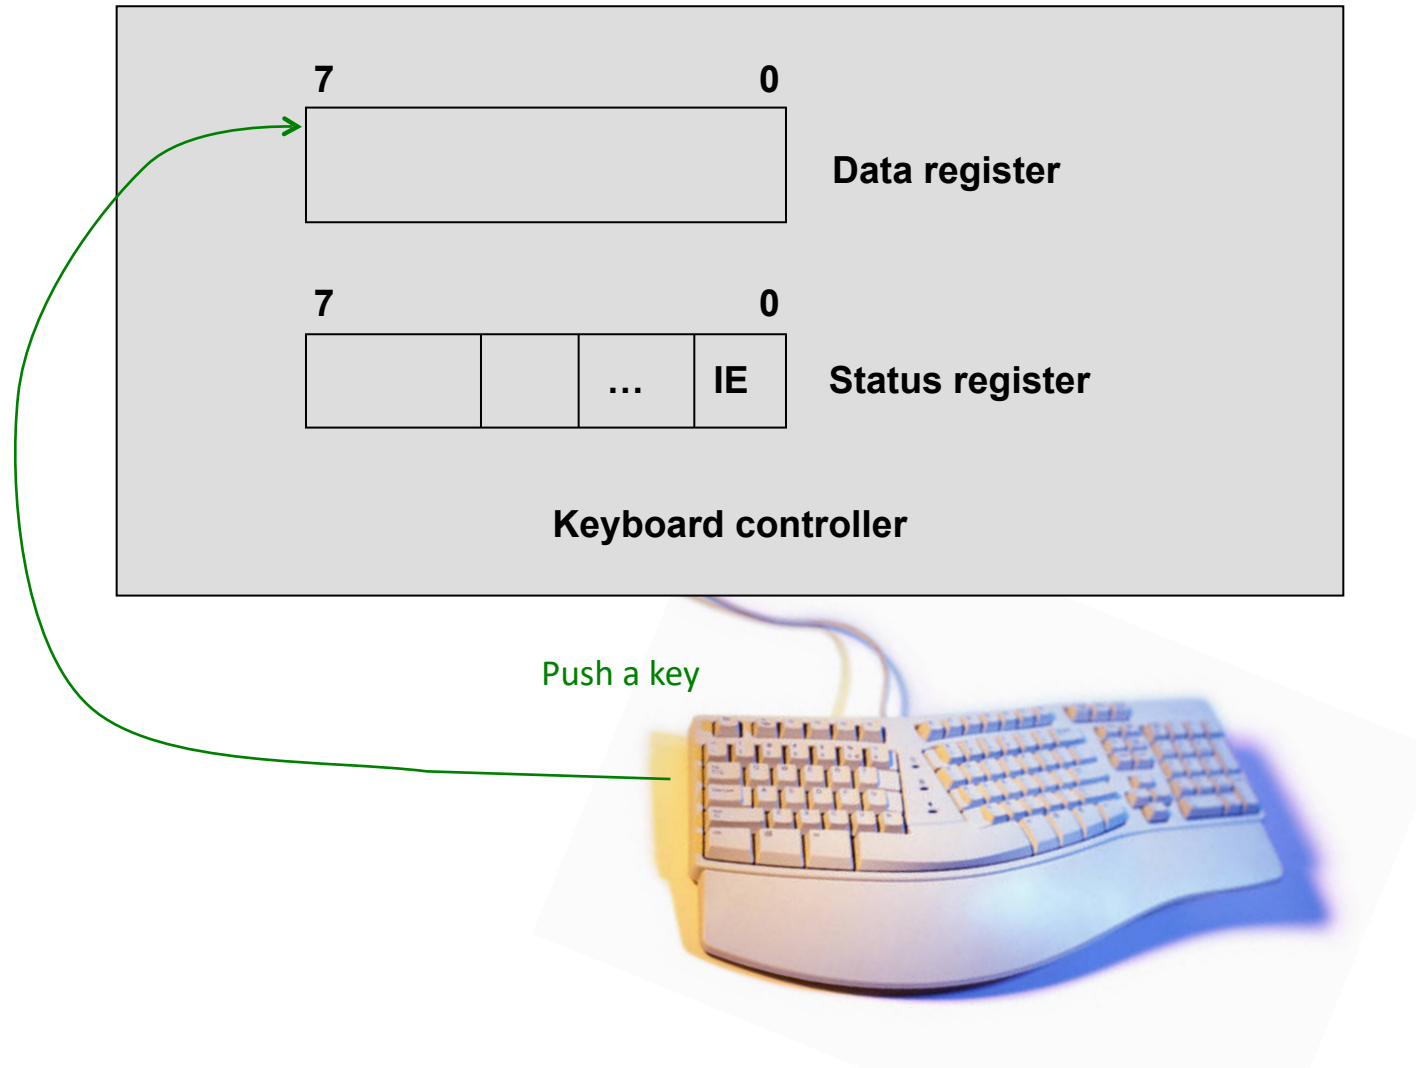 7 0
Data register
7 0
… IE Status register
Keyboard controller
Push a key